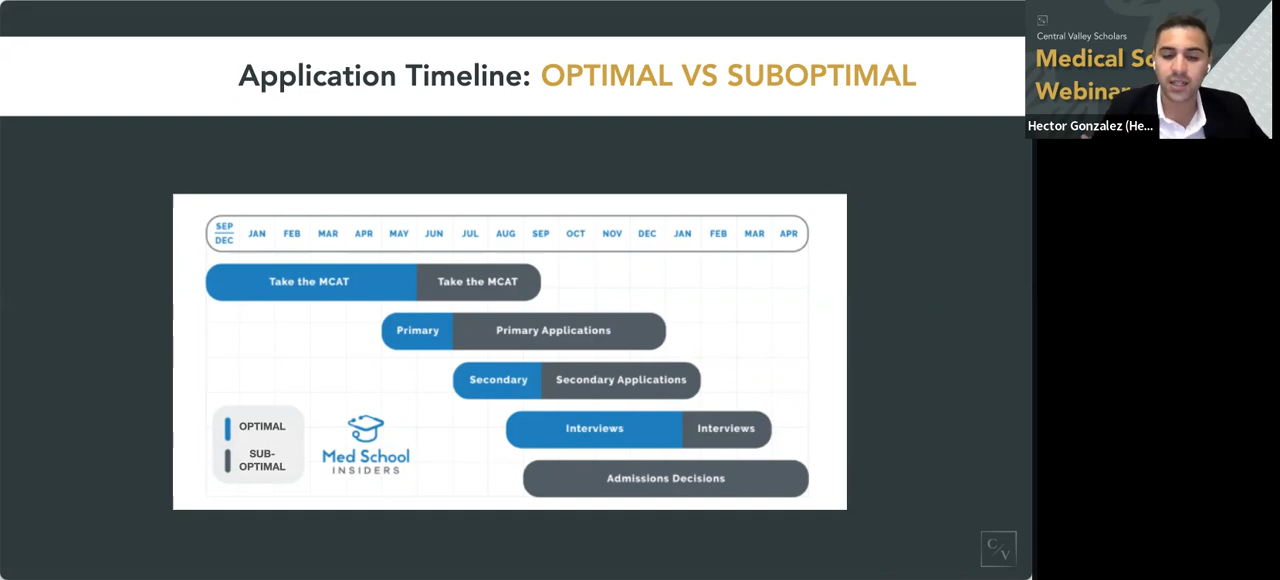 Application Timeline: OPTIMAL VS SUBOPTIMAL
Central Valley Scholars
Medical Sc
Webinar
Hector Gonzalez (He...
SEP
DEC
JAN FEB MAR APR MAY JUN JUL AUG SEP OCT NOV DEC JAN FEB MAR APR
Take the MCAT Take the MCAT
Primary Primary Applications
Secondary Secondary Applications
Interviews Interviews
Admissions Decisions
OPTIMAL
SUB-
OPTIMAL
Med School
INSIDERS
C/V